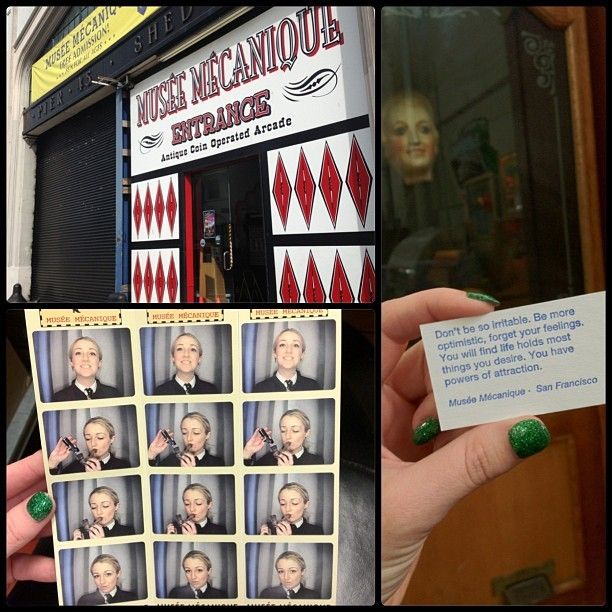 MUSÉE MÉCANIQUE
FREE ADMISSION!
PIER 45 SHED
MUSÉE MÉCANIQUE
ENTRANCE
Antique Coin Operated Arcade
Don't be so irritable. Be more
optimistic, forget your feelings.
You will find life holds most
things you desire. You have
powers of attraction.
Musée Mécanique · San Francisco
MUSÉE MÉCANIQUE
MUSÉE MÉCANIQUE
MUSÉE MÉCANIQUE